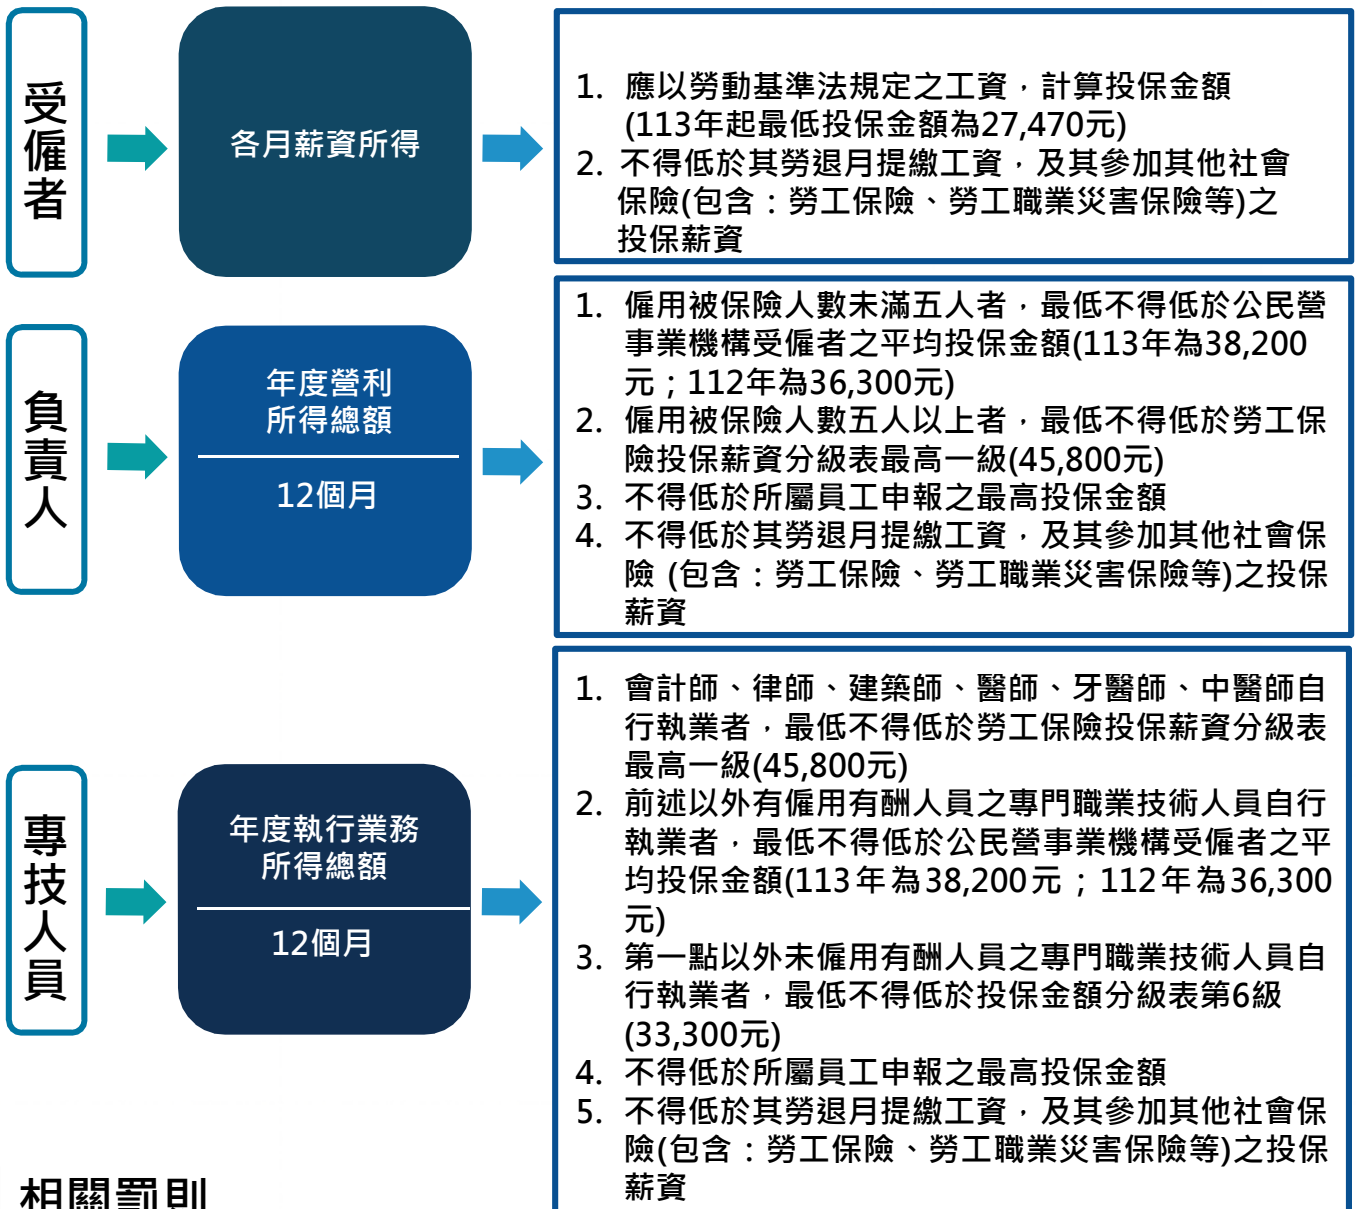 受僱者
各月薪資所得
1. 應以勞動基準法規定之工資，計算投保金額
(113年起最低投保金額為27,470元)
2. 不得低於其勞退月提繳工資，及其參加其他社會
保險(包含：勞工保險、勞工職業災害保險等)之
投保薪資
負責人
年度營利
所得總額
12個月
1. 僱用被保險人數未滿五人者，最低不得低於公民營
事業機構受僱者之平均投保金額(113年為38,200
元；112年為36,300元)
2. 僱用被保險人數五人以上者，最低不得低於勞工保
險投保薪資分級表最高一級(45,800元)
3. 不得低於所屬員工申報之最高投保金額
4. 不得低於其勞退月提繳工資，及其參加其他社會保
險 (包含：勞工保險、勞工職業災害保險等)之投保
薪資
專技人員
年度執行業務
所得總額
12個月
1. 會計師、律師、建築師、醫師、牙醫師、中醫師自
行執業者，最低不得低於勞工保險投保薪資分級表
最高一級(45,800元)
2. 前述以外有僱用有酬人員之專門職業技術人員自行
執業者，最低不得低於公民營事業機構受僱者之平
均投保金額(113年為38,200元；112年為36,300
元)
3. 第一點以外未僱用有酬人員之專門職業技術人員自
行執業者，最低不得低於投保金額分級表第6級
(33,300元)
4. 不得低於所屬員工申報之最高投保金額
5. 不得低於其勞退月提繳工資，及其參加其他社會保
險(包含：勞工保險、勞工職業災害保險等)之投保
薪資
相關罰則